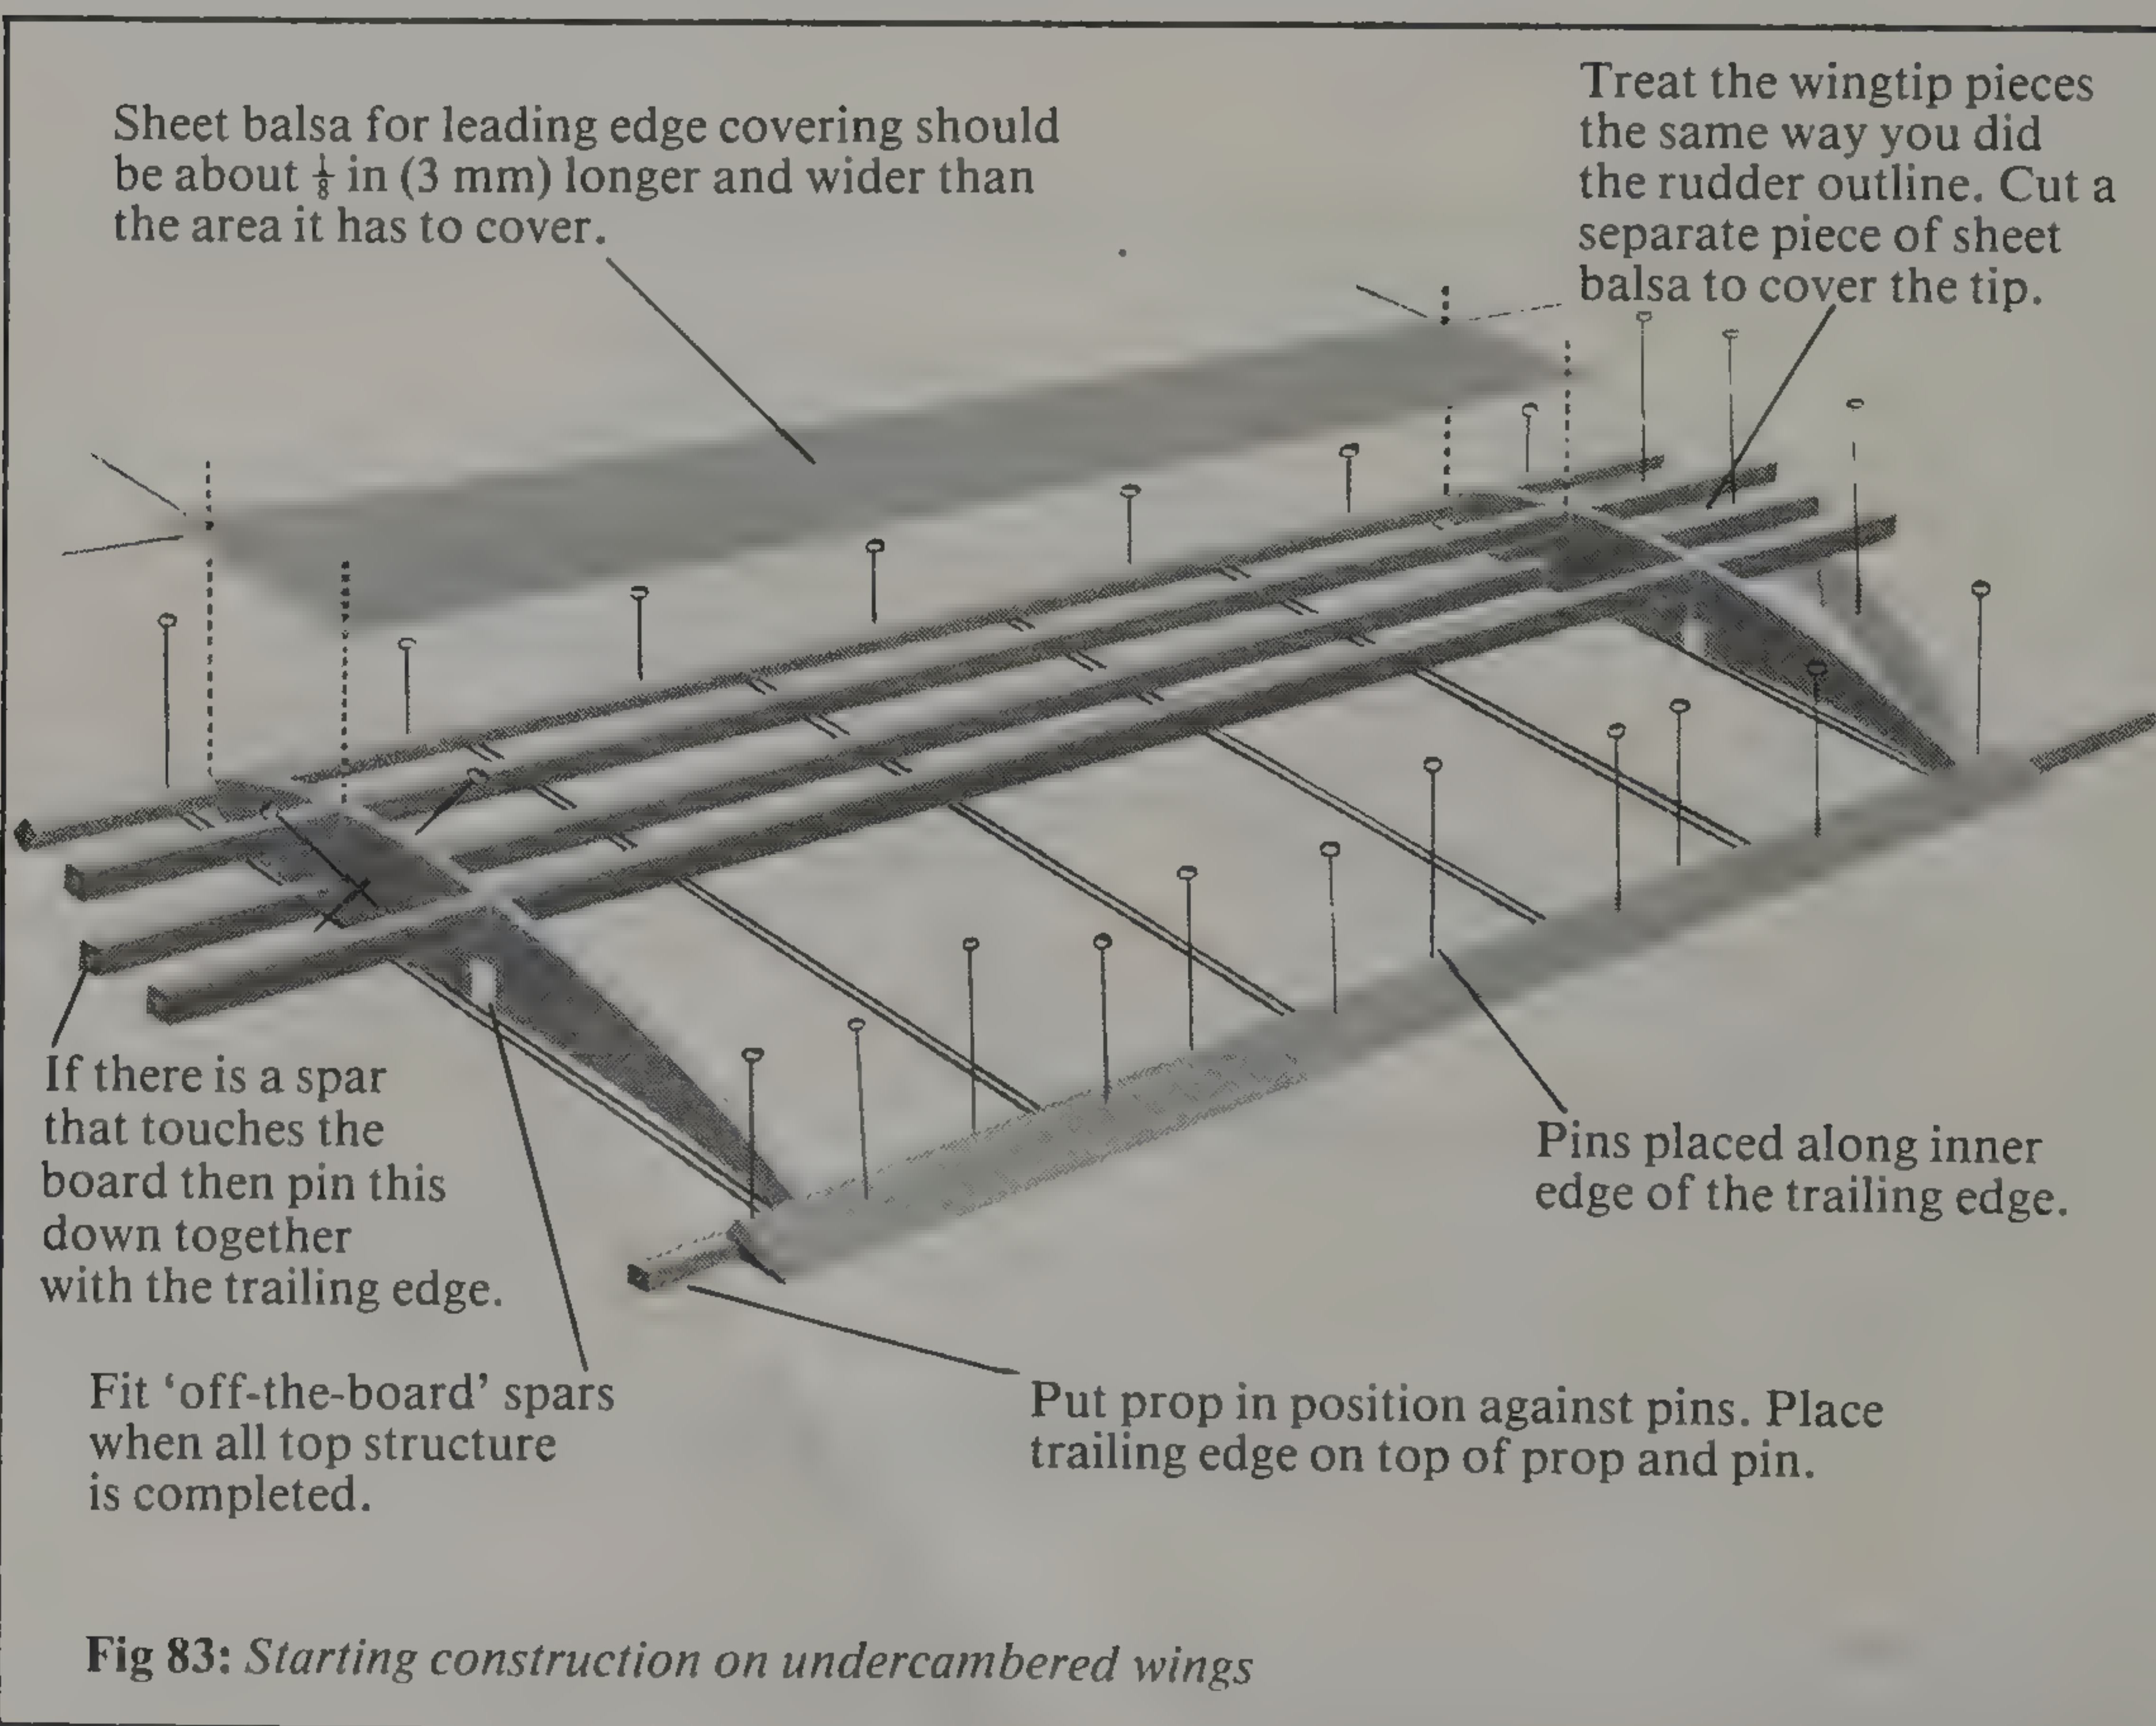 Sheet balsa for leading edge covering should
be about ⅛ in (3 mm) longer and wider than
the area it has to cover.
Treat the wingtip pieces
the same way you did
the rudder outline. Cut a
separate piece of sheet
balsa to cover the tip.
If there is a spar
that touches the
board then pin this
down together
with the trailing edge.
Pins placed along inner
edge of the trailing edge.
Fit ‘off-the-board’ spars
when all top structure
is completed.
Put prop in position against pins. Place
trailing edge on top of prop and pin.
Fig 83: Starting construction on undercambered wings